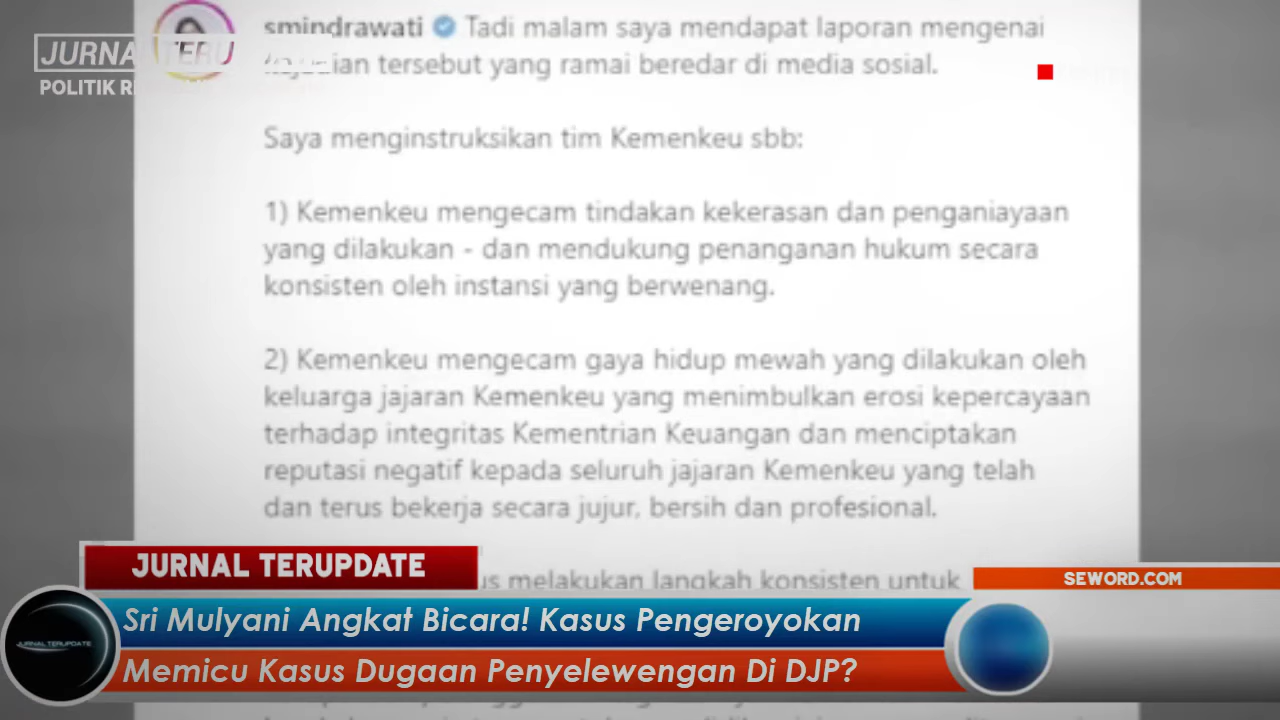 JURNA TERU
POLITIK R
smindrawati Tadi malam saya mendapat laporan mengenai
tersebut yang ramai beredar di media sosial.
Saya menginstruksikan tim Kemenkeu sbb:
1) Kemenkeu mengecam tindakan kekerasan dan penganiayaan
yang dilakukan - dan mendukung penanganan hukum secara
konsisten oleh instansi yang berwenang.
2) Kemenkeu mengecam gaya hidup mewah yang dilakukan oleh
keluarga jajaran Kemenkeu yang menimbulkan erosi kepercayaan
terhadap integritas Kementrian Keuangan dan menciptakan
reputasi negatif kepada seluruh jajaran Kemenkeu yang telah
dan terus bekerja secara jujur, bersih dan profesional.
melakukan langkah konsisten untuk
JURNAL TERUPDATE
SEWORD.COM
JURNAL TERUPDATE
Sri Mulyani Angkat Bicara! Kasus Pengeroyokan
Memicu Kasus Dugaan Penyelewengan Di DJP?